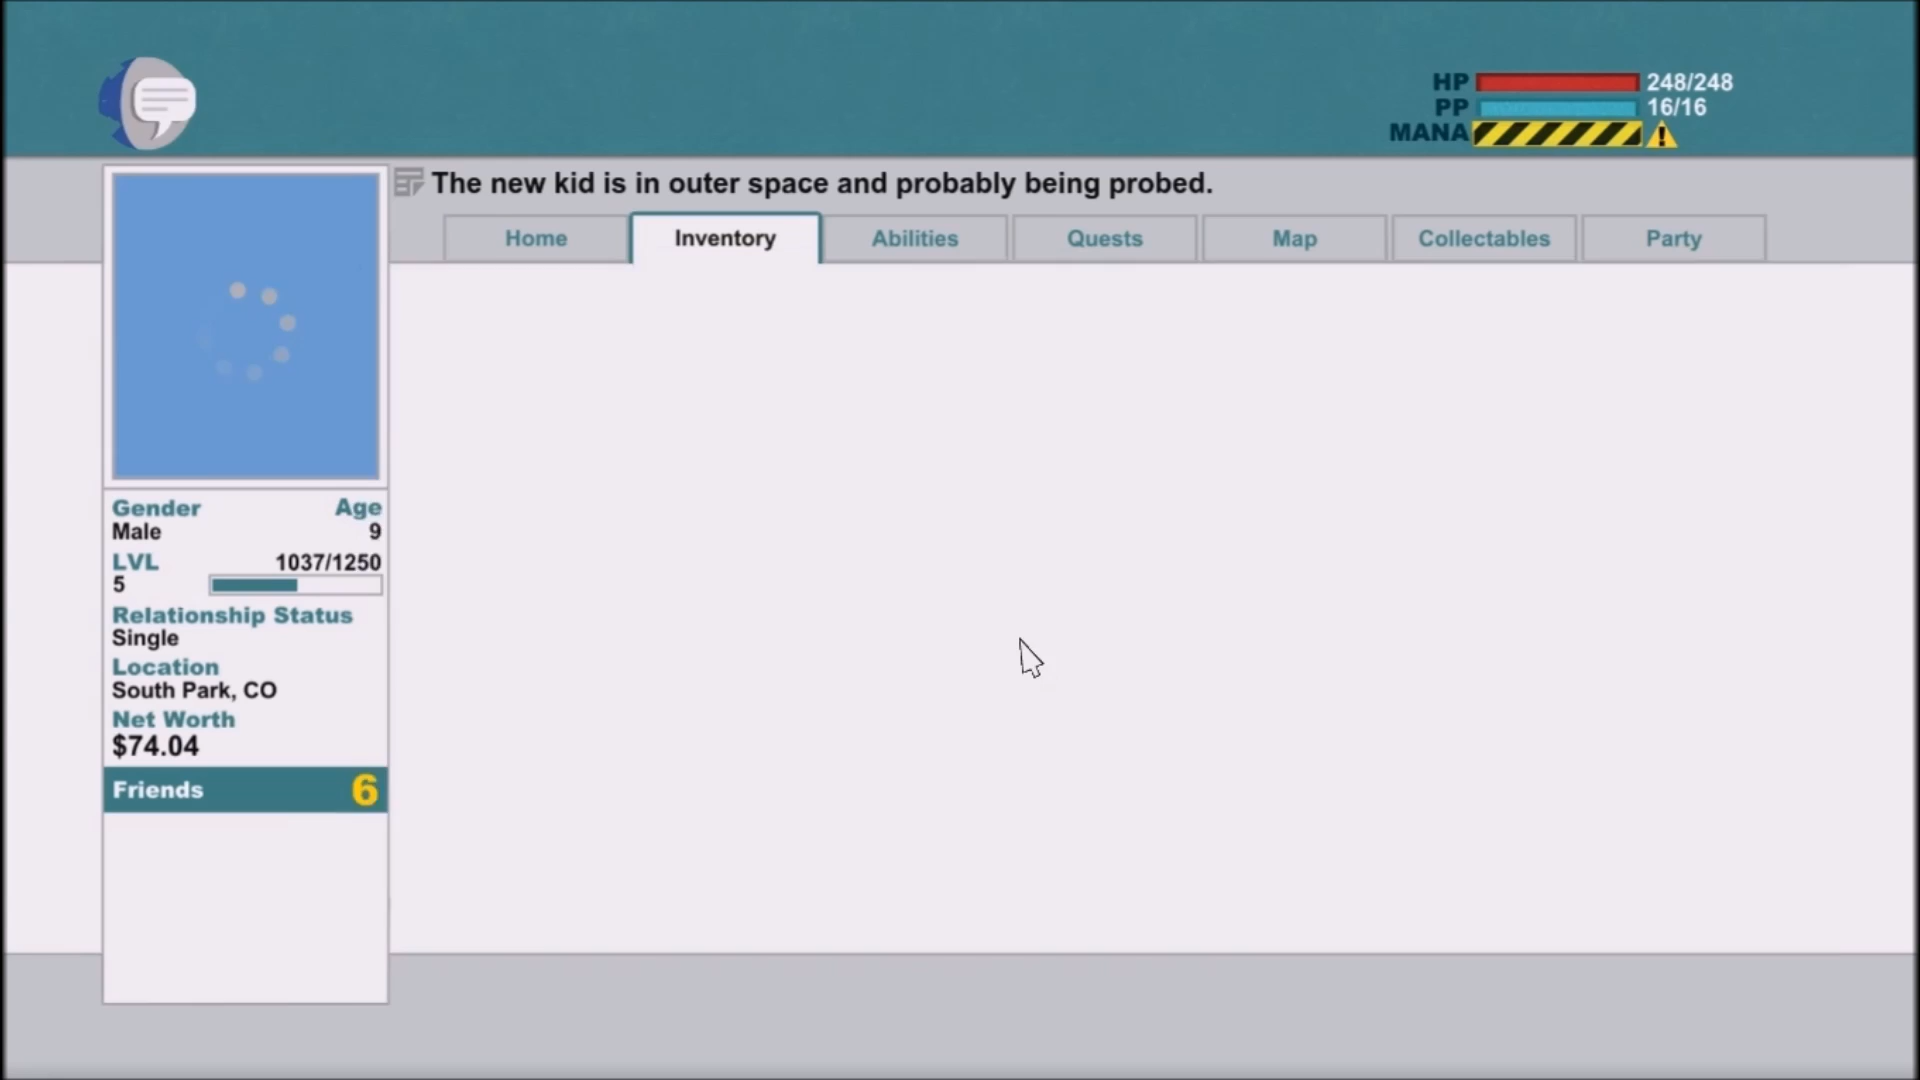 HP 248/248
PP 16/16
MANA
The new kid is in outer space and probably being probed.
Home Inventory Abilities Quests Map Collectables Party
Gender Age
Male 9
LVL 1037/1250
5
Relationship Status
Single
Location
South Park, CO
Net Worth
$74.04
Friends 6